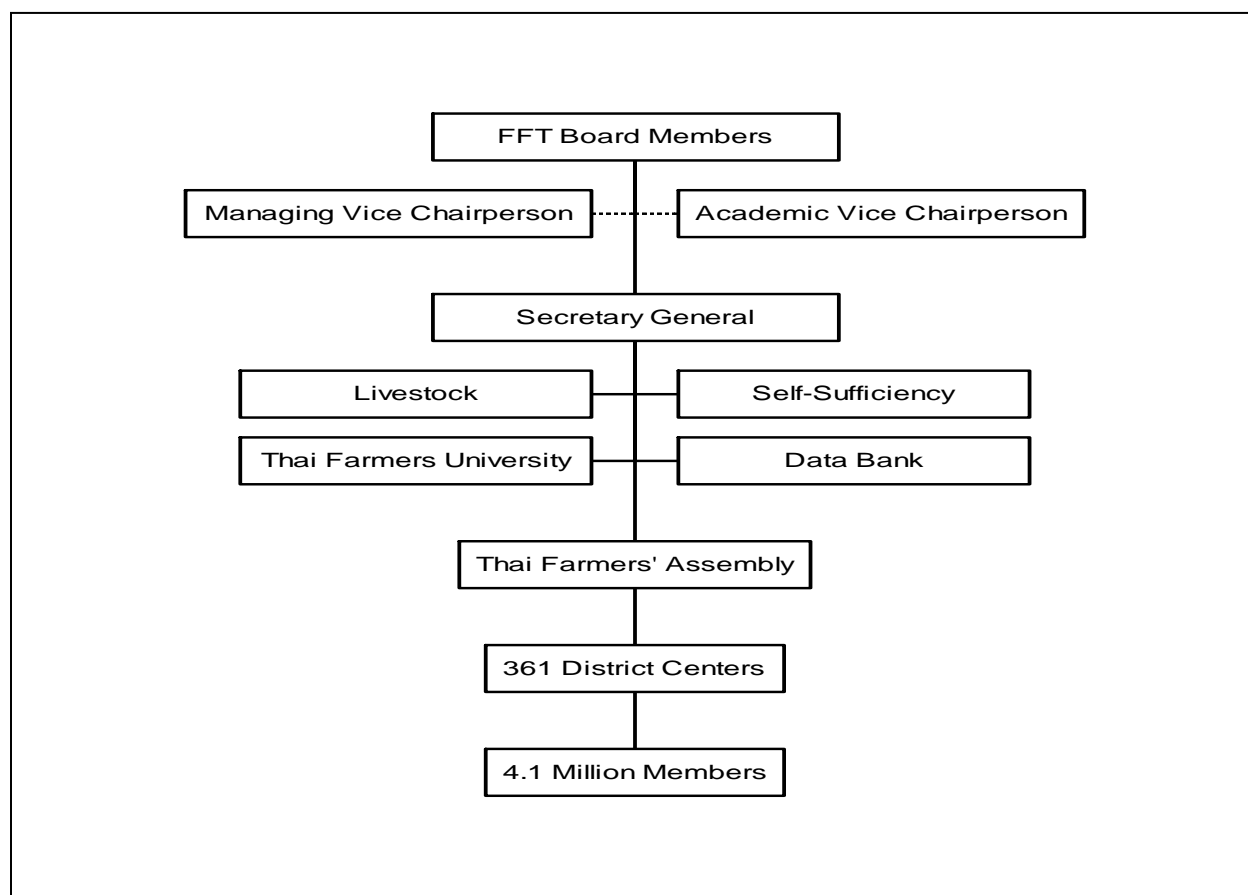 FFT Board Members
Managing Vice Chairperson
Academic Vice Chairperson
Secretary General
Livestock
Self-Sufficiency
Thai Farmers University
Data Bank
Thai Farmers' Assembly
361 District Centers
4.1 Million Members